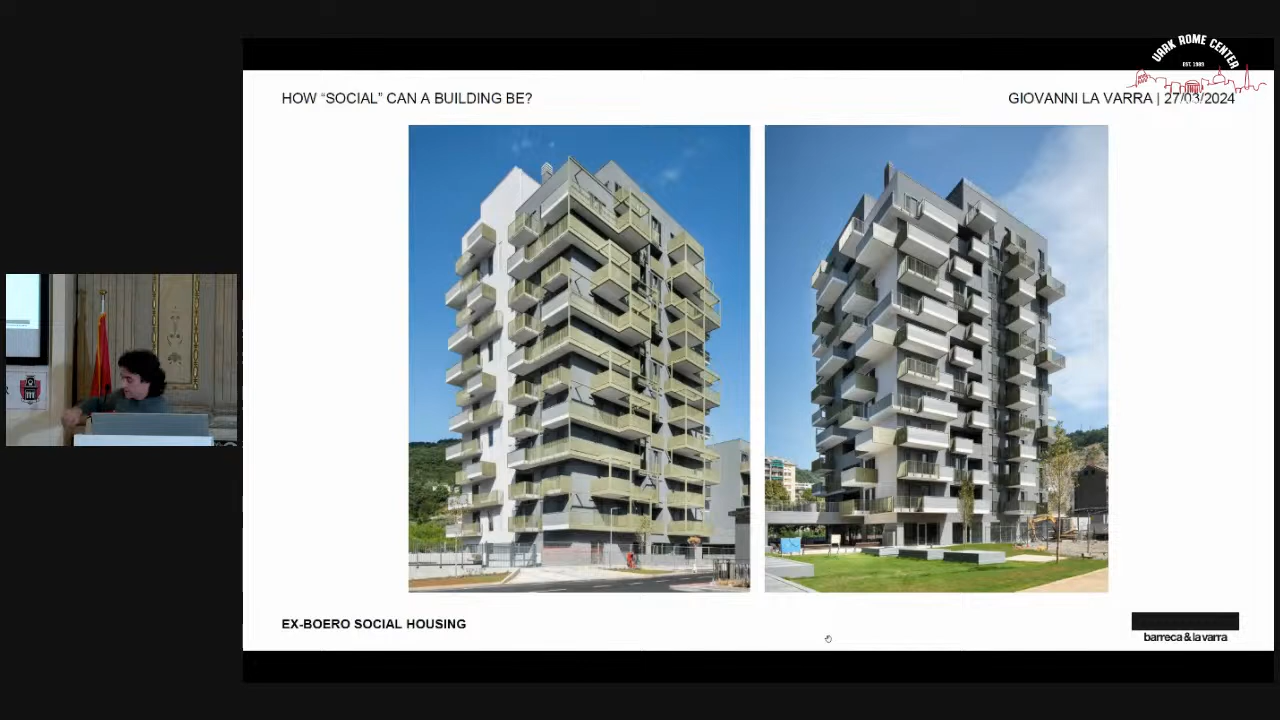 UARK ROME CENTER
EST. 1989
HOW “SOCIAL” CAN A BUILDING BE?
GIOVANNI LA VARRA | 27/03/2024
EX-BOERO SOCIAL HOUSING
barreca & la varra